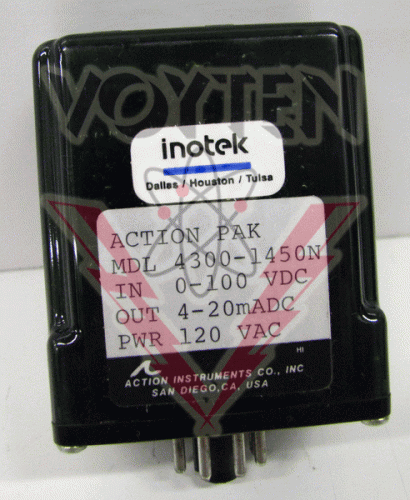 VOYTEN
inotek
Dallas / Houston / Tulsa
ACTION PAK
MDL 4300-1450N
IN 0-100 VDC
OUT 4-20mADC
PWR 120 VAC
HI
ACTION INSTRUMENTS CO., INC
SAN DIEGO, CA, USA